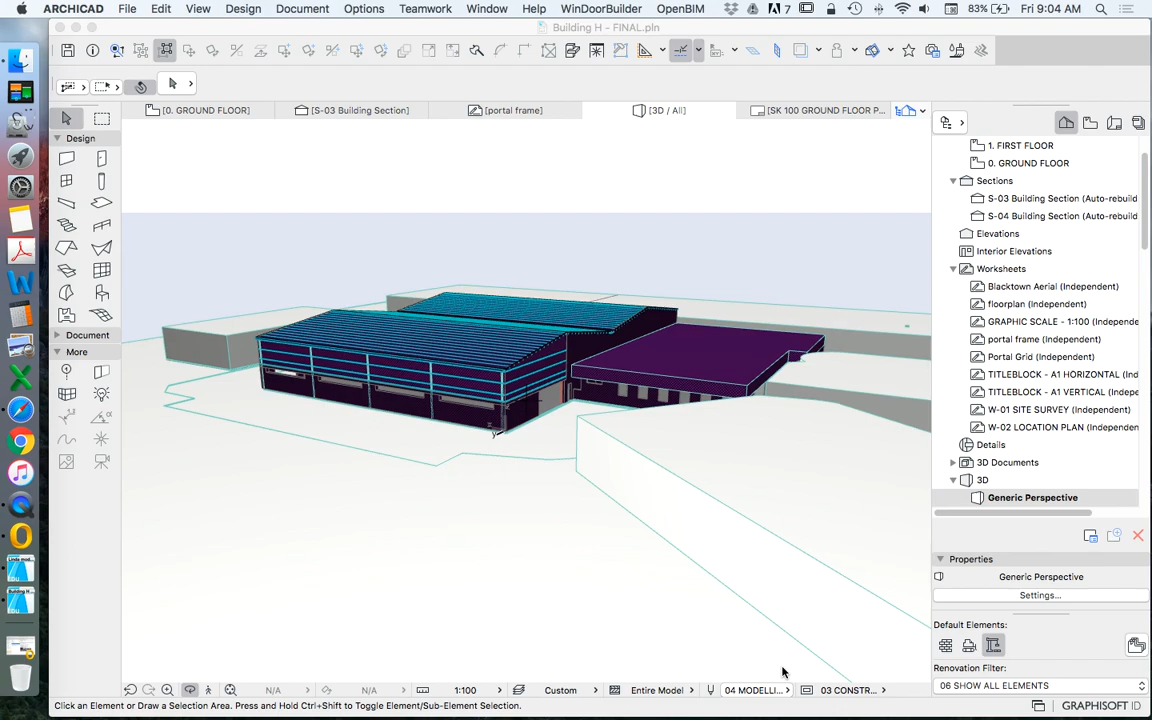 ARCHICAD File Edit View Design Document Options Teamwork Window WinDoorBuilder OpenBIM 7 83% Fri 9:04 AM
Building H - FINAL.pln
[0. GROUND FLOOR] [S-03 Building Section] [portal frame] [3D / All] [SK 100 GROUND FLOOR P...
Design
Document
More
1. FIRST FLOOR
0. GROUND FLOOR
Sections
S-03 Building Section (Auto-rebuild
S-04 Building Section (Auto-rebuild
Elevations
Interior Elevations
Worksheets
Blacktown Aerial (Independent)
floorplan (Independent)
GRAPHIC SCALE - 1:100 (Independe
portal frame (Independent)
Portal Grid (Independent)
TITLEBLOCK - A1 HORIZONTAL (Ind
TITLEBLOCK - A1 VERTICAL (Indepen
W-01 SITE SURVEY (Independent)
W-02 LOCATION PLAN (Independen
Details
3D Documents
3D
Generic Perspective
Properties
Generic Perspective
Settings...
Default Elements:
Renovation Filter:
06 SHOW ALL ELEMENTS
N/A N/A 1:100 Custom Entire Model 04 MODELLI... 03 CONSTR...
Click an Element or Draw a Selection Area. Press and Hold Ctrl+Shift to Toggle Element/Sub-Element Selection.
GRAPHISOFT ID